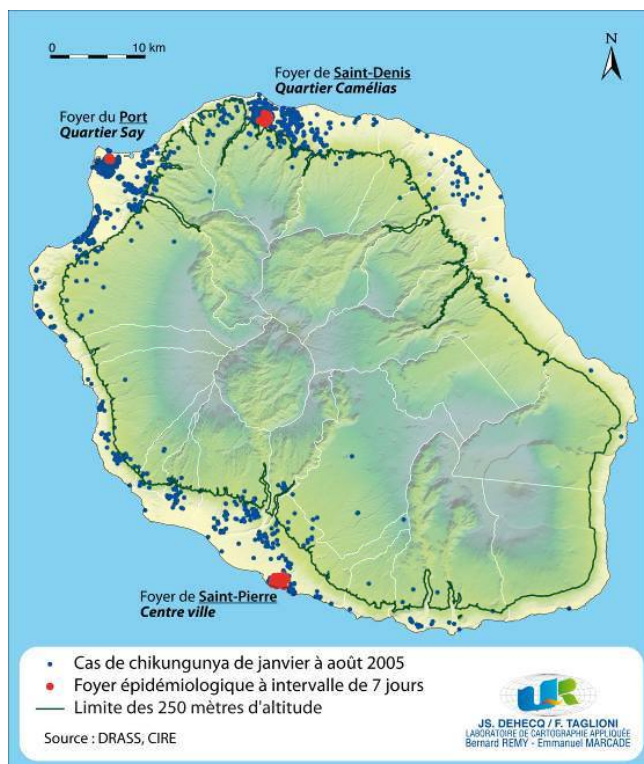 0 10 km
N
Foyer de Saint-Denis
Quartier Camélias
Foyer du Port
Quartier Say
Foyer de Saint-Pierre
Centre ville
Cas de chikungunya de janvier à août 2005
Foyer épidémiologique à intervalle de 7 jours
Limite des 250 mètres d'altitude
Source : DRASS, CIRE
UR
JS. DEHECQ / F. TAGLIONI
LABORATOIRE DE CARTOGRAPHIE APPLIQUÉE
Bernard REMY - Emmanuel MARCADE